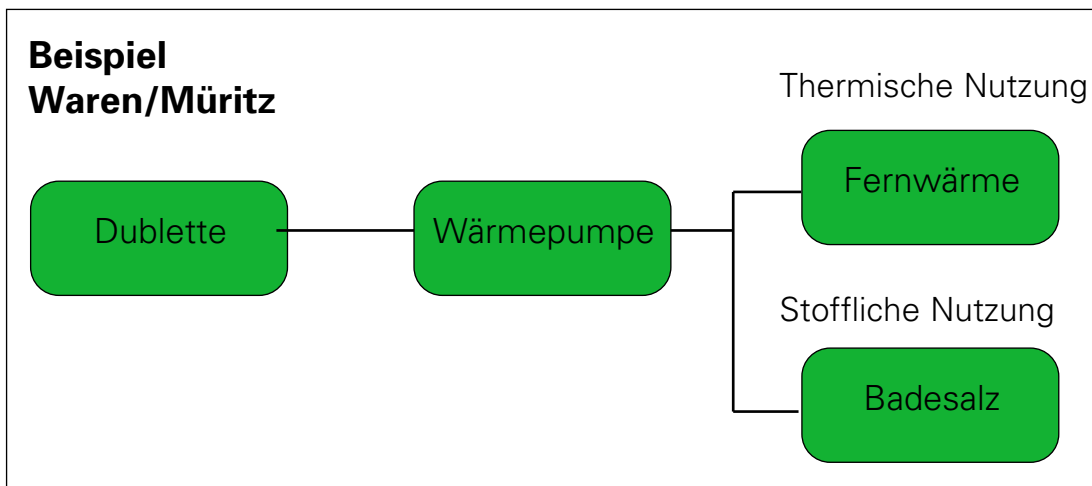 Beispiel
Waren/Müritz
Dublette
Wärmepumpe
Thermische Nutzung
Fernwärme
Stoffliche Nutzung
Badesalz